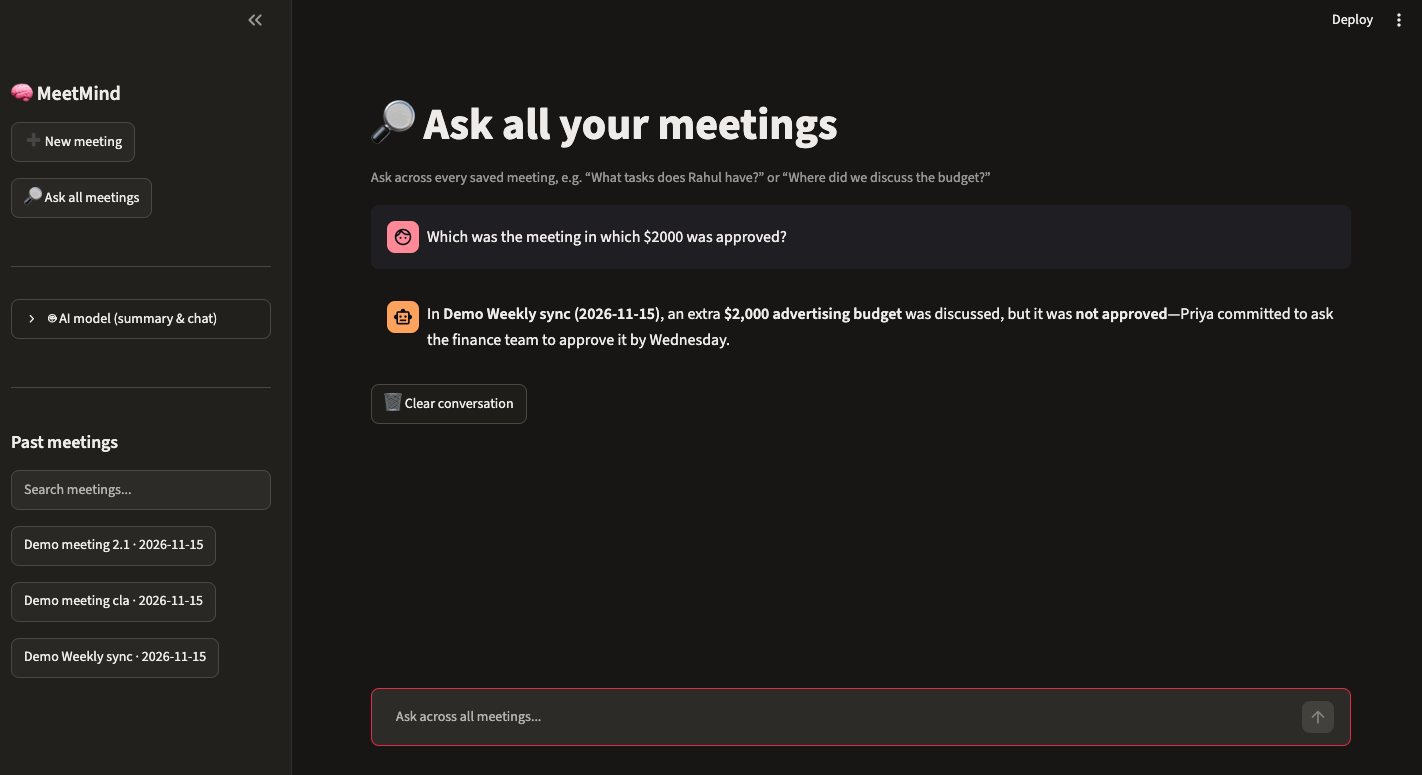 Deploy
MeetMind
New meeting
Ask all meetings
AI model (summary & chat)
Past meetings
Search meetings...
Demo meeting 2.1 · 2026-11-15
Demo meeting cla · 2026-11-15
Demo Weekly sync · 2026-11-15
Ask all your meetings
Ask across every saved meeting, e.g. “What tasks does Rahul have?” or “Where did we discuss the budget?”
Which was the meeting in which $2000 was approved?
In Demo Weekly sync (2026-11-15), an extra $2,000 advertising budget was discussed, but it was not approved—Priya committed to ask
the finance team to approve it by Wednesday.
Clear conversation
Ask across all meetings...